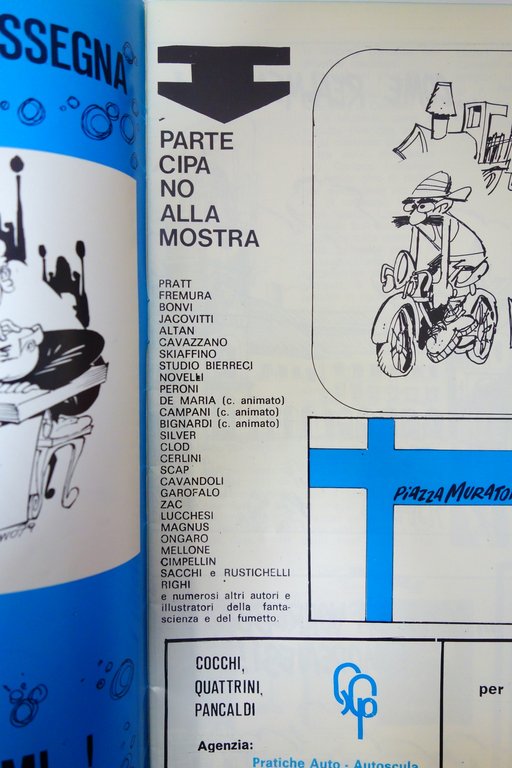 SSEGNA
PARTE
CIPA
NO
ALLA
MOSTRA
PRATT
FREMURA
BONVI
JACOVITTI
ALTAN
CAVAZZANO
SKIAFFINO
STUDIO BIERRECI
NOVELLI
PERONI
DE MARIA (c. animato)
CAMPANI (c. animato)
BIGNARDI (c. animato)
SILVER
CLOD
CERLINI
SCAP
CAVANDOLI
GAROFALO
ZAC
LUCCHESI
MAGNUS
ONGARO
MELLONE
CIMPELLIN
SACCHI e RUSTICHELLI
RIGHI
e numerosi altri autori e
illustratori della fanta-
scienza e del fumetto.
PIAZZA MURATO
COCCHI,
QUATTRINI,
PANCALDI
per
Agenzia:
Pratiche Auto - Autoscula